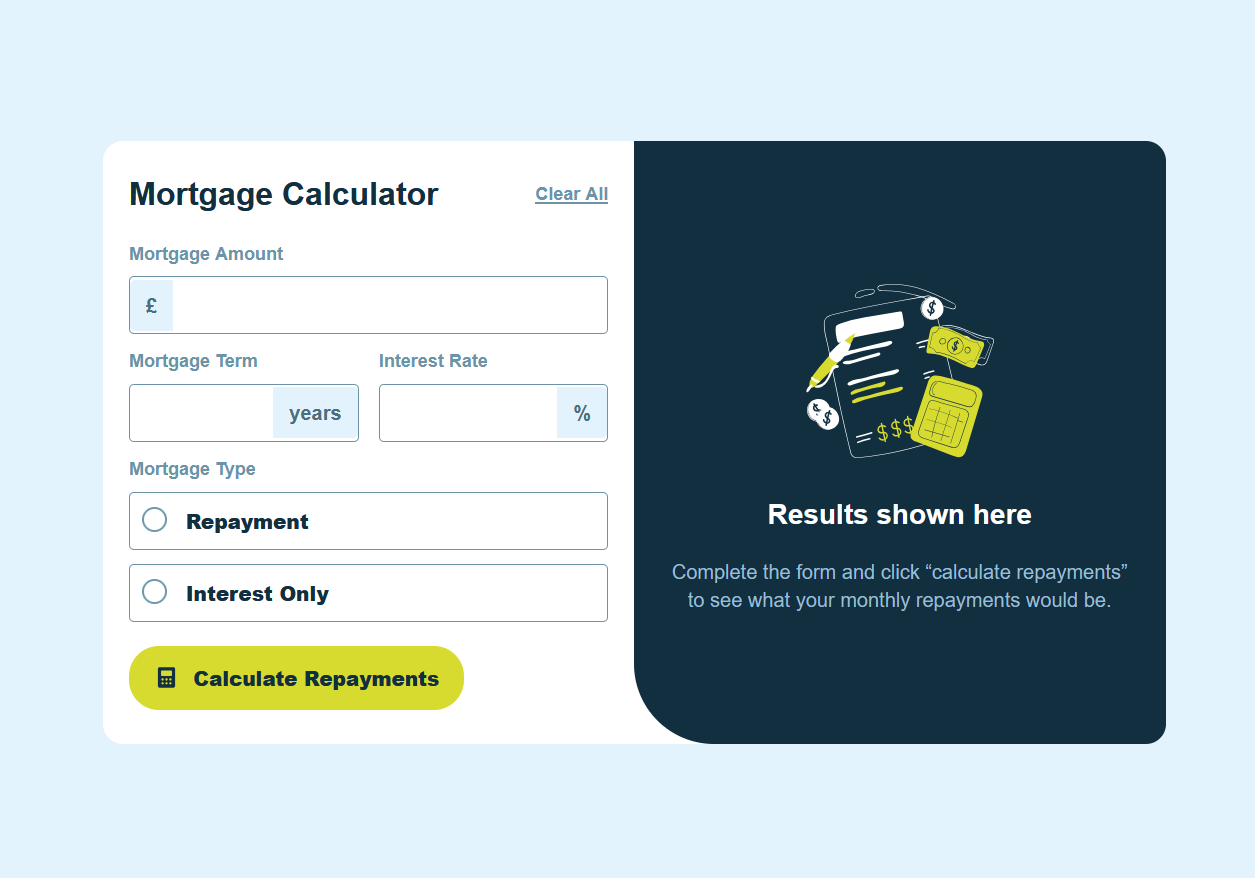 Mortgage Calculator
Clear All
Mortgage Amount
£
Mortgage Term
Interest Rate
years
%
Mortgage Type
Repayment
Interest Only
Calculate Repayments
$
$
$
$
$$$
Results shown here
Complete the form and click “calculate repayments”
to see what your monthly repayments would be.